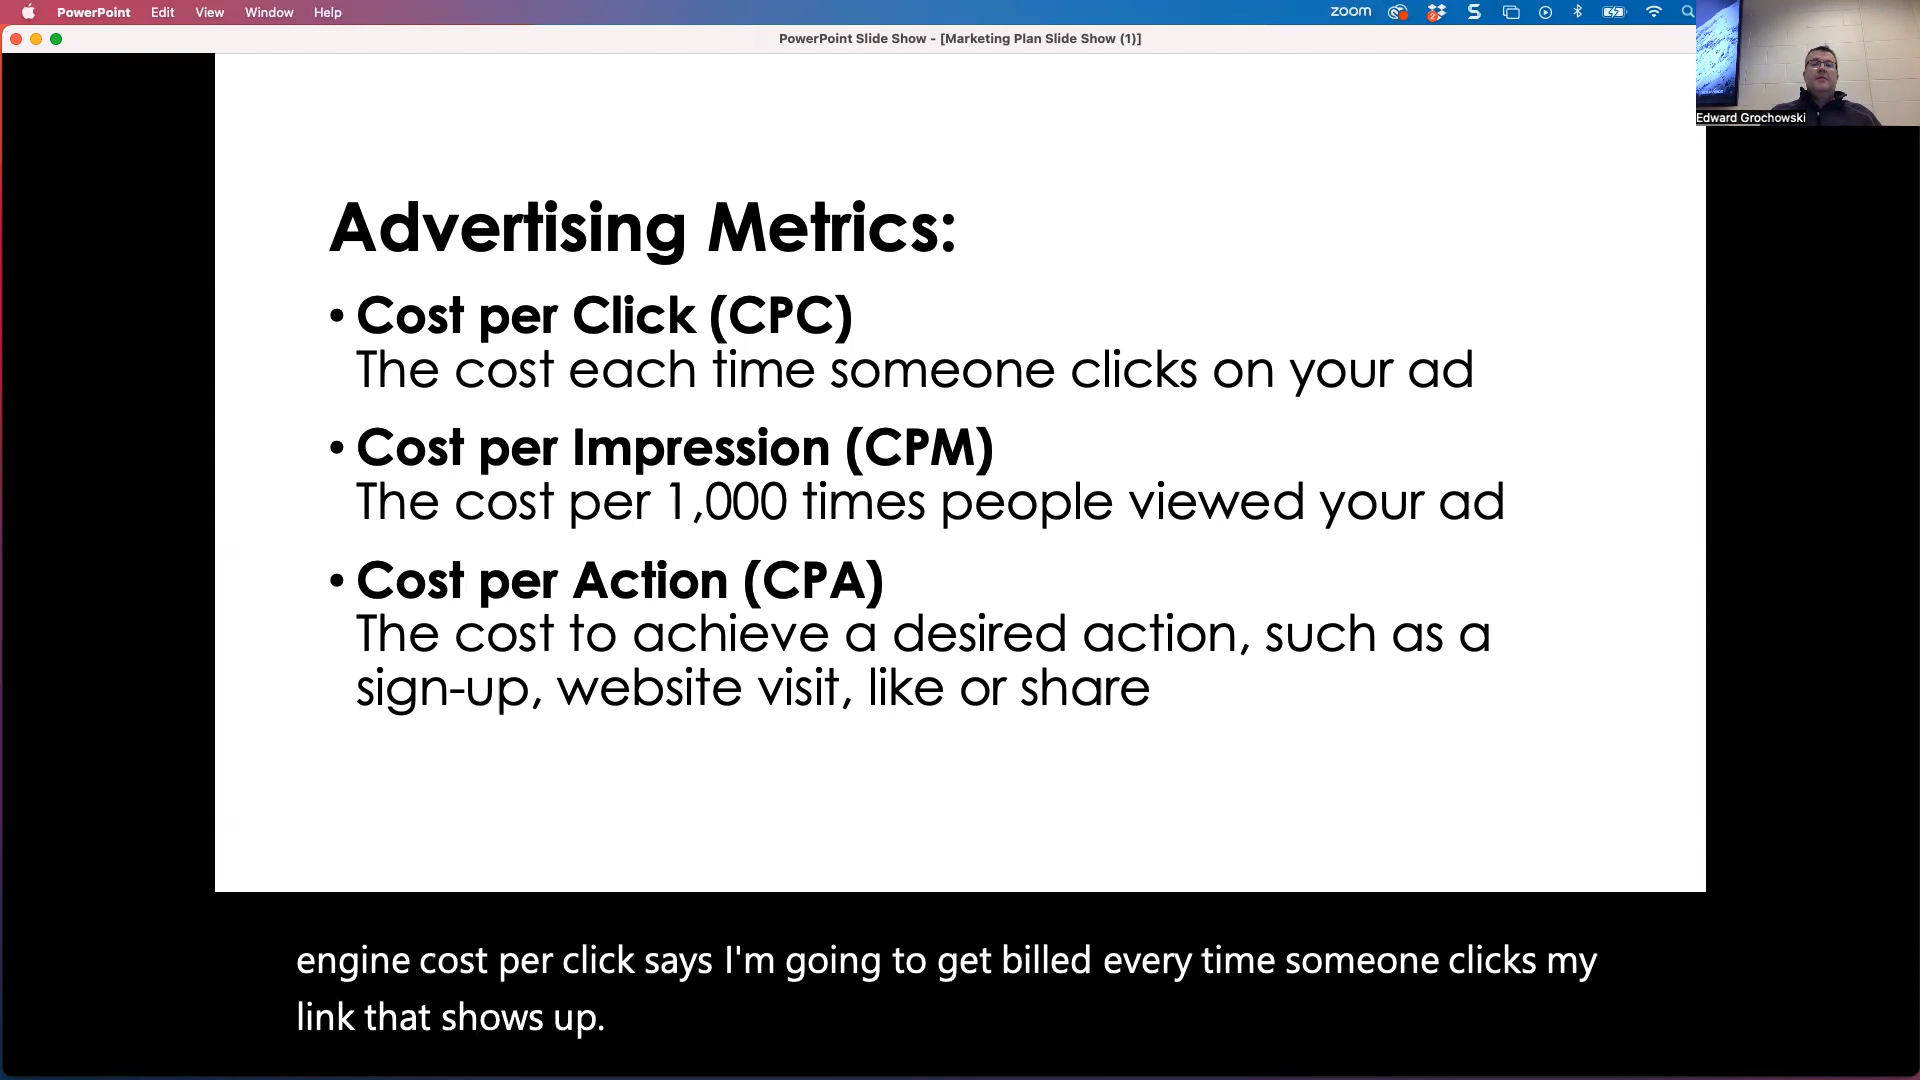 PowerPoint Edit View Window Help
zoom
2
S
PowerPoint Slide Show - [Marketing Plan Slide Show (1)]
Edward Grochowski
Advertising Metrics:
• Cost per Click (CPC)
The cost each time someone clicks on your ad
• Cost per Impression (CPM)
The cost per 1,000 times people viewed your ad
• Cost per Action (CPA)
The cost to achieve a desired action, such as a
sign-up, website visit, like or share
engine cost per click says I'm going to get billed every time someone clicks my
link that shows up.